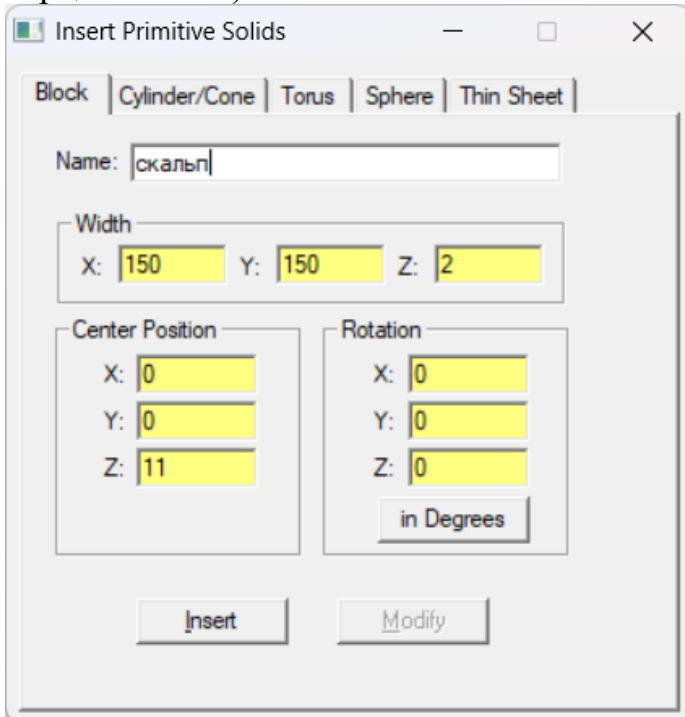 Insert Primitive Solids
Block Cylinder/Cone Torus Sphere Thin Sheet
Name: скальп
Width
X: 150 Y: 150 Z: 2
Center Position
X: 0
Y: 0
Z: 11
Rotation
X: 0
Y: 0
Z: 0
in Degrees
Insert Modify